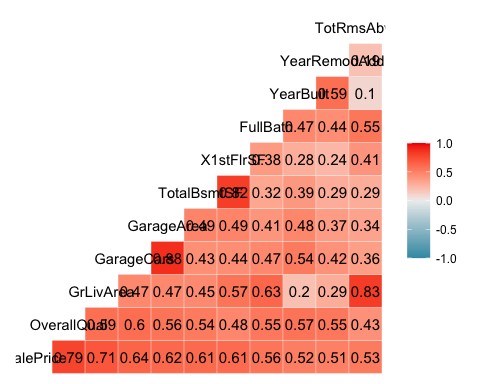 TotRmsAbv
YearRemodAdd 0.19
YearBuilt 0.59 0.1
FullBath 0.47 0.44 0.55
X1stFlrSF 0.38 0.28 0.24 0.41
TotalBsmtSF 0.82 0.32 0.39 0.29 0.29
GarageArea 0.49 0.49 0.41 0.48 0.37 0.34
GarageCars 0.88 0.43 0.44 0.47 0.54 0.42 0.36
GrLivArea 0.47 0.47 0.45 0.57 0.63 0.2 0.29 0.83
OverallQual 0.59 0.6 0.56 0.54 0.48 0.55 0.57 0.55 0.43
alePrice 0.79 0.71 0.64 0.62 0.61 0.61 0.56 0.52 0.51 0.53
1.0
0.5
0.0
-0.5
-1.0